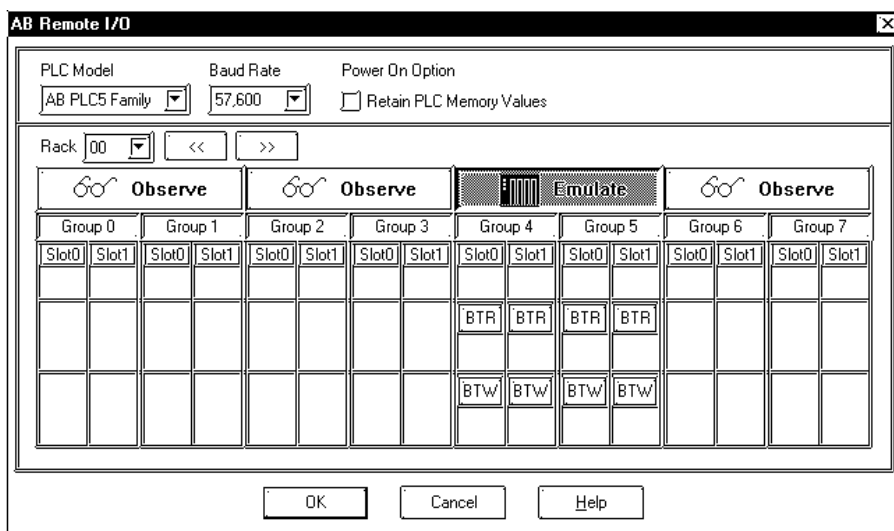 AB Remote I/O
PLC Model Baud Rate Power On Option
AB PLC5 Family 57,600 Retain PLC Memory Values
Rack 00 << >>
Observe Observe Emulate Observe
Group 0 Group 1 Group 2 Group 3 Group 4 Group 5 Group 6 Group 7
Slot0 Slot1 Slot0 Slot1 Slot0 Slot1 Slot0 Slot1 Slot0 Slot1 Slot0 Slot1 Slot0 Slot1 Slot0 Slot1
BTR BTR BTR BTR
BTW BTW BTW BTW
OK Cancel Help